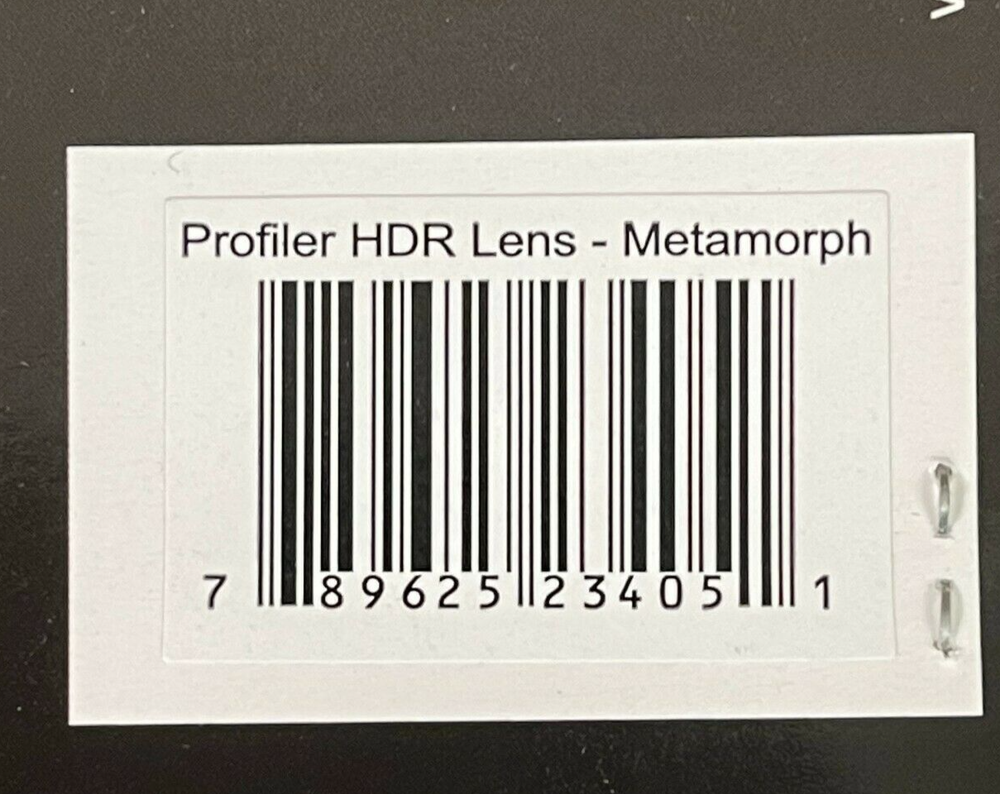 Profiler HDR Lens - Metamorph
7 89625 23405 1